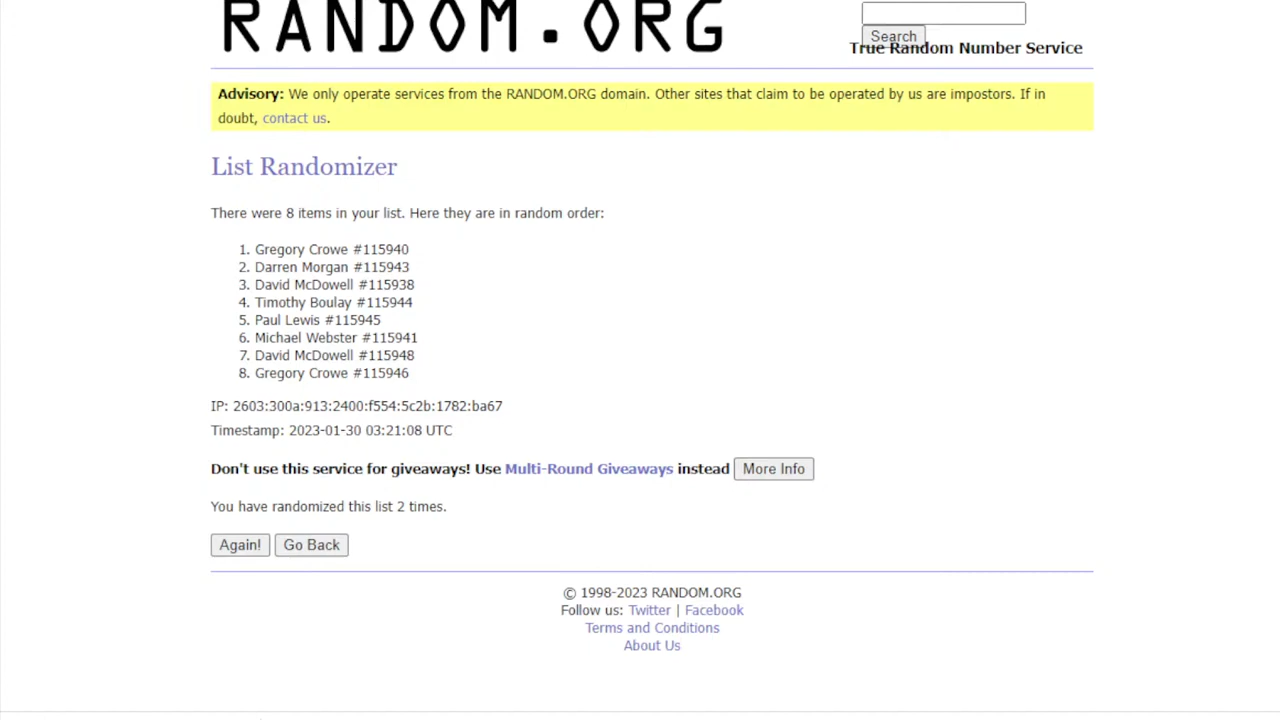 RANDOM.ORG
Search
True Random Number Service
Advisory: We only operate services from the RANDOM.ORG domain. Other sites that claim to be operated by us are impostors. If in
doubt, contact us.
List Randomizer
There were 8 items in your list. Here they are in random order:
1. Gregory Crowe #115940
2. Darren Morgan #115943
3. David McDowell #115938
4. Timothy Boulay #115944
5. Paul Lewis #115945
6. Michael Webster #115941
7. David McDowell #115948
8. Gregory Crowe #115946
IP: 2603:300a:913:2400:f554:5c2b:1782:ba67
Timestamp: 2023-01-30 03:21:08 UTC
Don't use this service for giveaways! Use Multi-Round Giveaways instead More Info
You have randomized this list 2 times.
Again! Go Back
© 1998-2023 RANDOM.ORG
Follow us: Twitter | Facebook
Terms and Conditions
About Us